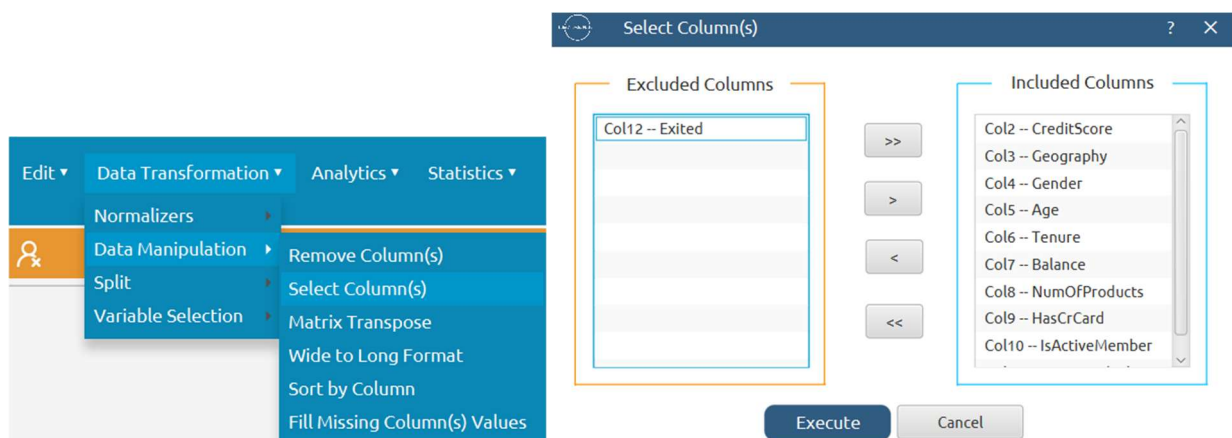 Edit ▾ Data Transformation ▾ Analytics ▾ Statistics ▾
Normalizers
Data Manipulation
Split
Variable Selection
Remove Column(s)
Select Column(s)
Matrix Transpose
Wide to Long Format
Sort by Column
Fill Missing Column(s) Values
Select Column(s) ? ×
Excluded Columns
Col12 -- Exited
>>
>
<
<<
Included Columns
Col2 -- CreditScore
Col3 -- Geography
Col4 -- Gender
Col5 -- Age
Col6 -- Tenure
Col7 -- Balance
Col8 -- NumOfProducts
Col9 -- HasCrCard
Col10 -- IsActiveMember
Execute Cancel